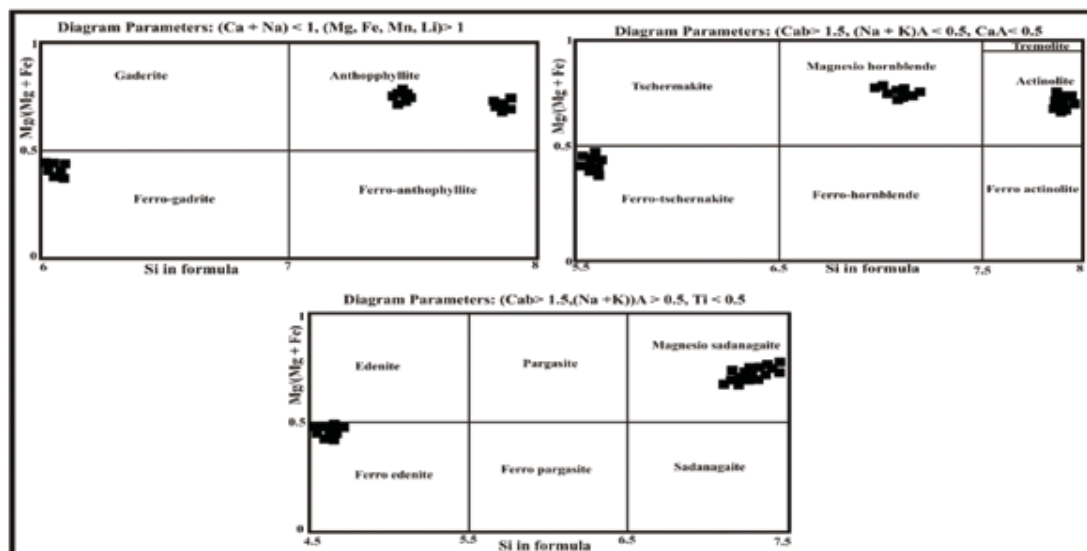 Diagram Parameters: (Ca + Na) < 1, (Mg, Fe, Mn, Li)> 1
1
Gaderite
Anthopphyllite
Mg/(Mg + Fe)
0.5
Ferro-gadrite
Ferro-anthophyllite
0
6
Si in formula
7
8
Diagram Parameters: (Cab> 1.5, (Na + K)A < 0.5, CaA< 0.5
1
Tremolite
Magnesio hornblende
Tschermakite
Actinolite
Mg/(Mg + Fe)
0.5
Ferro-tschernakite
Ferro-hornblende
Ferro actinolite
0
5.5
6.5
Si in formula
7.5
8
Diagram Parameters: (Cab> 1.5,(Na +K))A > 0.5, Ti < 0.5
1
Magnesio sadanagaite
Edenite
Pargasite
Mg/(Mg + Fe)
0.5
Ferro edenite
Ferro pargasite
Sadanagaite
0
4.5
5.5
Si in formula
6.5
7.5